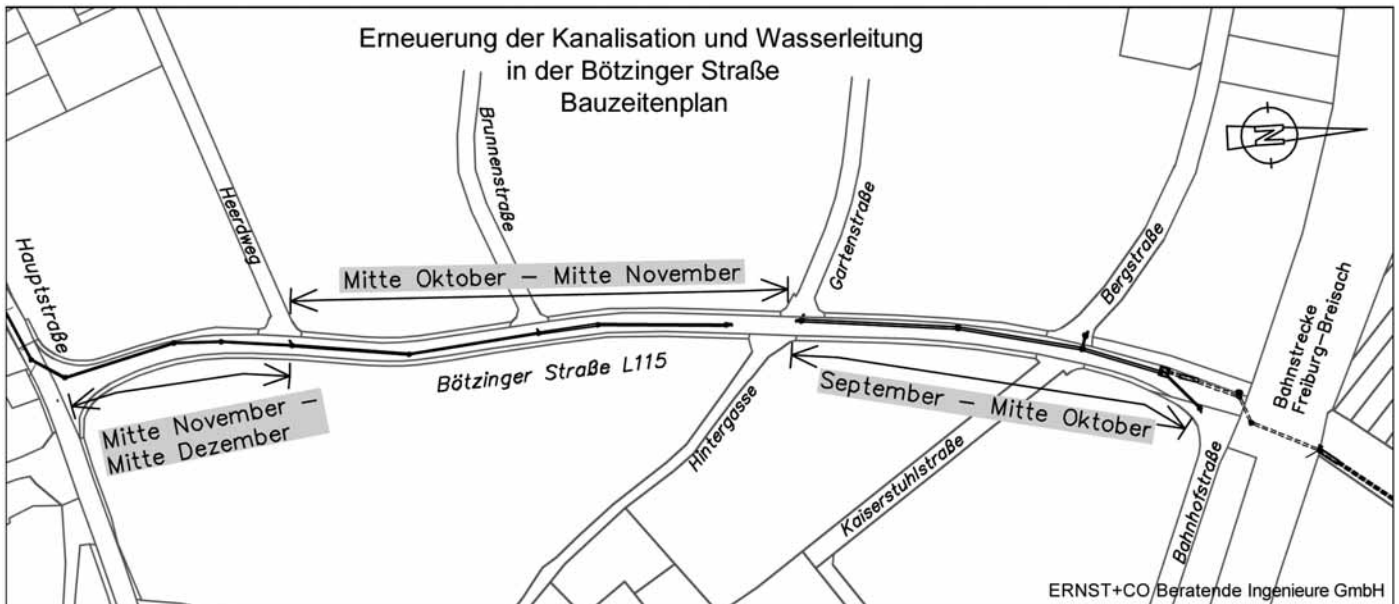 Erneuerung der Kanalisation und Wasserleitung
in der Bötzinger Straße
Bauzeitenplan
N
Hauptstraße
Heerdweg
Brunnenstraße
Gartenstraße
Bergstraße
Mitte Oktober – Mitte November
Mitte November –
Mitte Dezember
Bötzinger Straße L115
September – Mitte Oktober
Hintergasse
Kaiserstuhlstraße
Bahnhofstraße
Bahnstrecke
Freiburg-Breisach
ERNST+CO Beratende Ingenieure GmbH